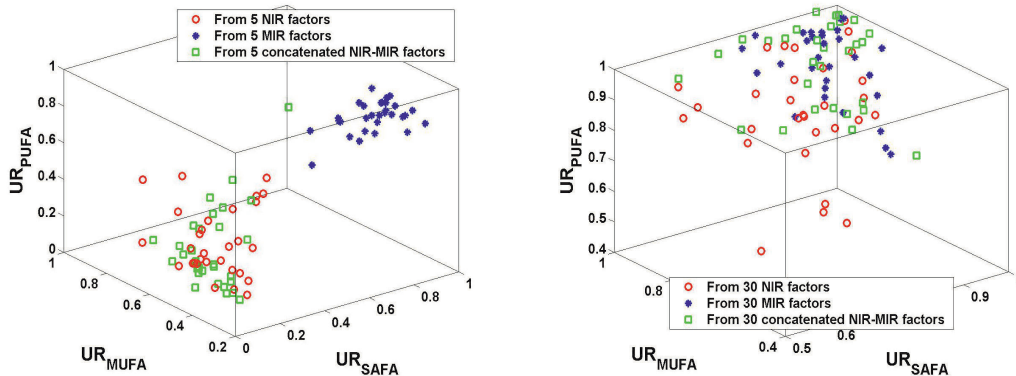 From 5 NIR factors
From 5 MIR factors
From 5 concatenated NIR-MIR factors
1
0.8
0.6
0.4
0.2
0
UR_PUFA
0.8
0.6
0.4
0.2
UR_MUFA
0
0.2
0.4
0.6
0.8
1
UR_SAFA
1
0.9
0.8
0.7
0.6
0.5
0.4
UR_PUFA
1
0.8
0.4
UR_MUFA
0.5
0.6
0.9
UR_SAFA
From 30 NIR factors
From 30 MIR factors
From 30 concatenated NIR-MIR factors